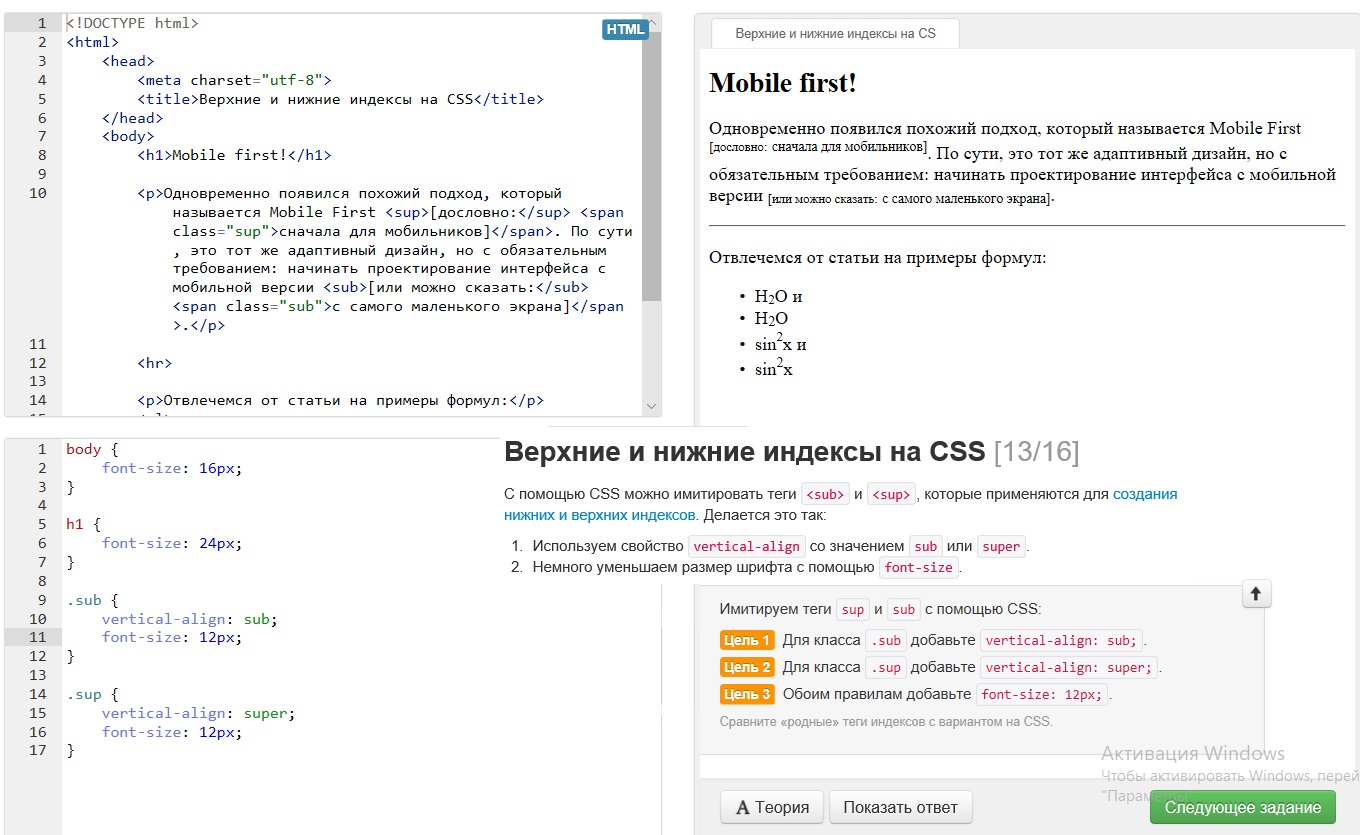 1 <!DOCTYPE html>
HTML
2 <html>
3 <head>
4 <meta charset="utf-8">
5 <title>Верхние и нижние индексы на CSS</title>
6 </head>
7 <body>
8 <h1>Mobile first!</h1>
9
10 <p>Одновременно появился похожий подход, который
называется Mobile First <sup>[дословно:</sup> <span
class="sup">сначала для мобильников]</span>. По сути
, это тот же адаптивный дизайн, но с обязательным
требованием: начинать проектирование интерфейса с
мобильной версии <sub>[или можно сказать:</sub>
<span class="sub">с самого маленького экрана]</span
>.</p>
11
12 <hr>
13
14 <p>Отвлечемся от статьи на примеры формул:</p>
Верхние и нижние индексы на CS
Mobile first!
Одновременно появился похожий подход, который называется Mobile First
[дословно: сначала для мобильников]. По сути, это тот же адаптивный дизайн, но с
обязательным требованием: начинать проектирование интерфейса с мобильной
версии [или можно сказать: с самого маленького экрана].
Отвлечемся от статьи на примеры формул:
• H2O и
• H2O
• sin2x и
• sin2x
1 body {
2 font-size: 16px;
3 }
4
5 h1 {
6 font-size: 24px;
7 }
8
9 .sub {
10 vertical-align: sub;
11 font-size: 12px;
12 }
13
14 .sup {
15 vertical-align: super;
16 font-size: 12px;
17 }
Верхние и нижние индексы на CSS [13/16]
С помощью CSS можно имитировать теги <sub> и <sup>, которые применяются для создания
нижних и верхних индексов. Делается это так:
1. Используем свойство vertical-align со значением sub или super.
2. Немного уменьшаем размер шрифта с помощью font-size.
Имитируем теги sup и sub с помощью CSS:
Цель 1 Для класса .sub добавьте vertical-align: sub;.
Цель 2 Для класса .sup добавьте vertical-align: super;.
Цель 3 Обоим правилам добавьте font-size: 12px;.
Сравните «родные» теги индексов с вариантом на CSS.
Активация Windows
Чтобы активировать Windows, перей
"Парам
A Теория
Показать ответ
Следующее задание